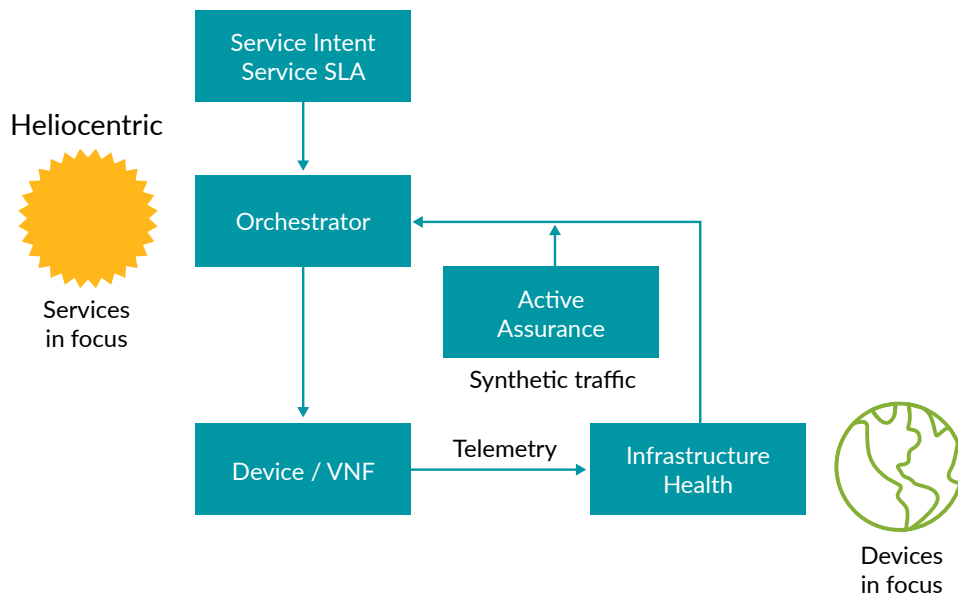 Service Intent
Service SLA
Heliocentric
Orchestrator
Services
in focus
Active
Assurance
Synthetic traffic
Device / VNF
Telemetry
Infrastructure
Health
Devices
in focus